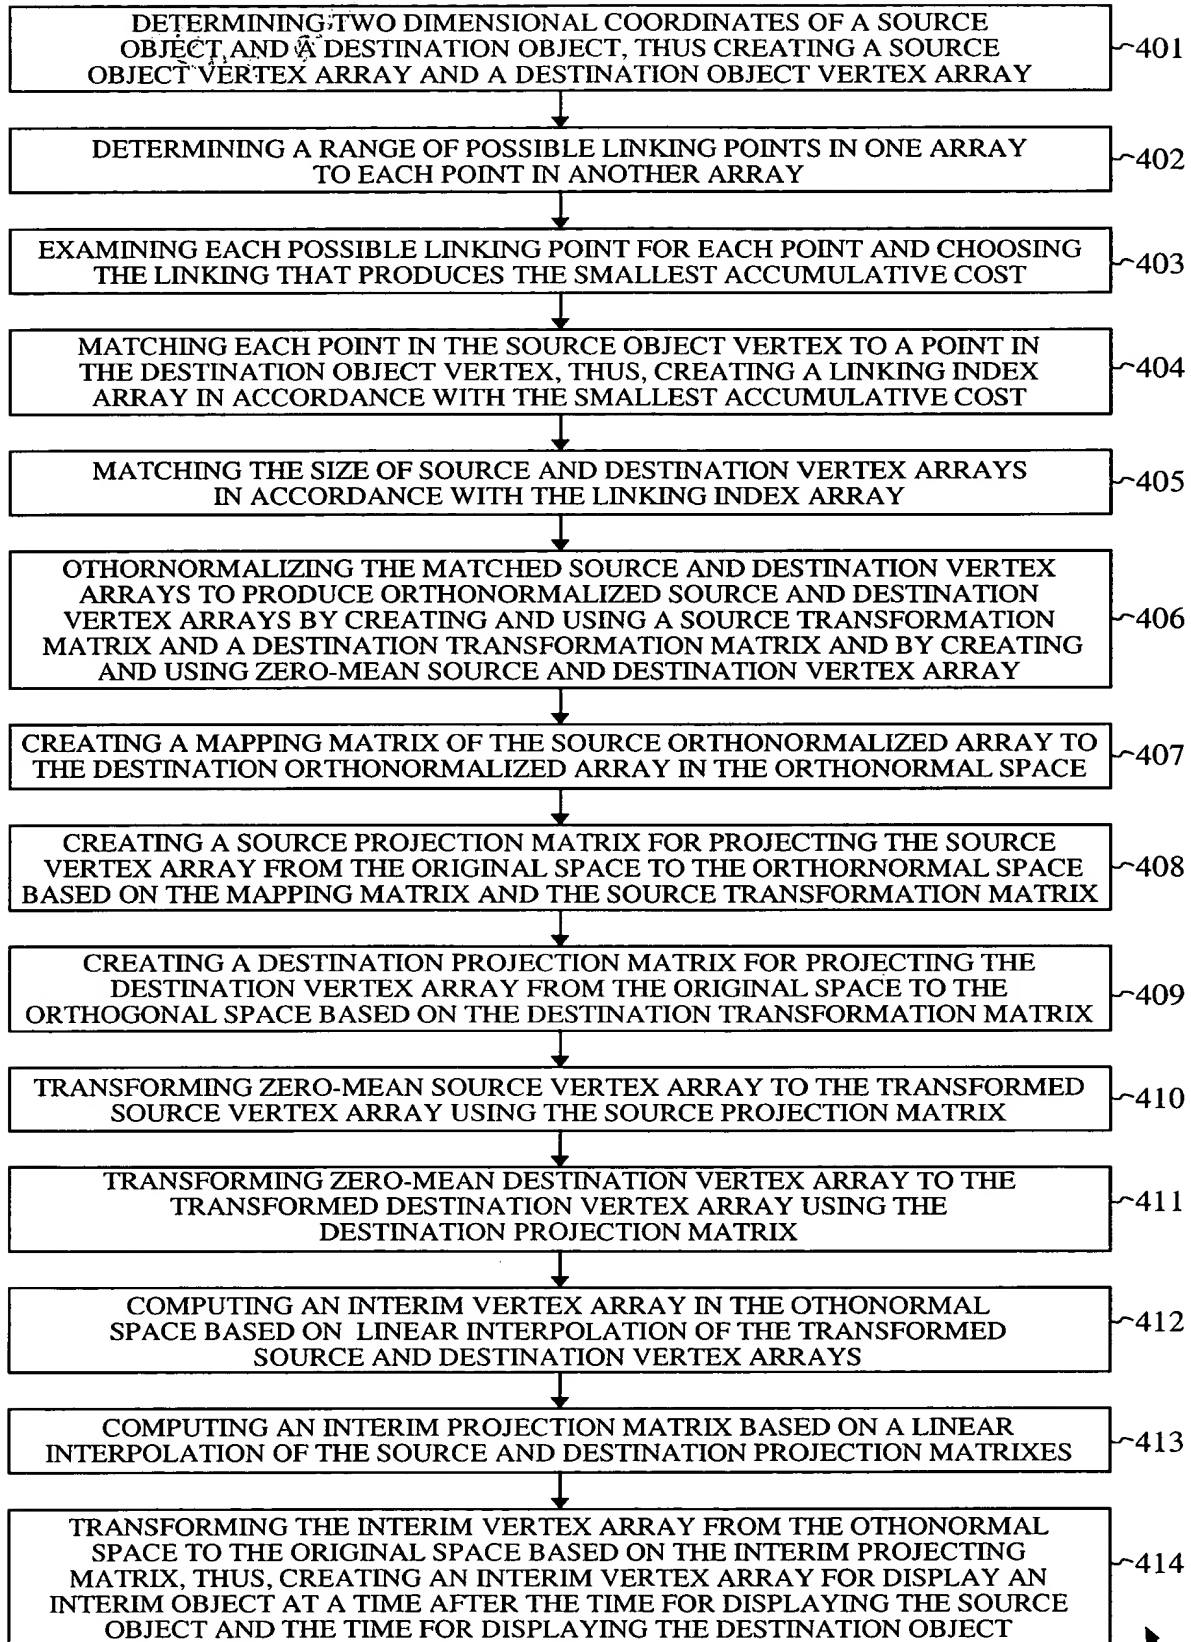 DETERMINING TWO DIMENSIONAL COORDINATES OF A SOURCE
OBJECT AND A DESTINATION OBJECT, THUS CREATING A SOURCE
OBJECT VERTEX ARRAY AND A DESTINATION OBJECT VERTEX ARRAY
401
DETERMINING A RANGE OF POSSIBLE LINKING POINTS IN ONE ARRAY
TO EACH POINT IN ANOTHER ARRAY
402
EXAMINING EACH POSSIBLE LINKING POINT FOR EACH POINT AND CHOOSING
THE LINKING THAT PRODUCES THE SMALLEST ACCUMULATIVE COST
403
MATCHING EACH POINT IN THE SOURCE OBJECT VERTEX TO A POINT IN
THE DESTINATION OBJECT VERTEX, THUS, CREATING A LINKING INDEX
ARRAY IN ACCORDANCE WITH THE SMALLEST ACCUMULATIVE COST
404
MATCHING THE SIZE OF SOURCE AND DESTINATION VERTEX ARRAYS
IN ACCORDANCE WITH THE LINKING INDEX ARRAY
405
OTHORNORMALIZING THE MATCHED SOURCE AND DESTINATION VERTEX
ARRAYS TO PRODUCE ORTHONORMALIZED SOURCE AND DESTINATION
VERTEX ARRAYS BY CREATING AND USING A SOURCE TRANSFORMATION
MATRIX AND A DESTINATION TRANSFORMATION MATRIX AND BY CREATING
AND USING ZERO-MEAN SOURCE AND DESTINATION VERTEX ARRAY
406
CREATING A MAPPING MATRIX OF THE SOURCE ORTHONORMALIZED ARRAY TO
THE DESTINATION ORTHONORMALIZED ARRAY IN THE ORTHONORMAL SPACE
407
CREATING A SOURCE PROJECTION MATRIX FOR PROJECTING THE SOURCE
VERTEX ARRAY FROM THE ORIGINAL SPACE TO THE ORTHORNORMAL SPACE
BASED ON THE MAPPING MATRIX AND THE SOURCE TRANSFORMATION MATRIX
408
CREATING A DESTINATION PROJECTION MATRIX FOR PROJECTING THE
DESTINATION VERTEX ARRAY FROM THE ORIGINAL SPACE TO THE
ORTHOGONAL SPACE BASED ON THE DESTINATION TRANSFORMATION MATRIX
409
TRANSFORMING ZERO-MEAN SOURCE VERTEX ARRAY TO THE TRANSFORMED
SOURCE VERTEX ARRAY USING THE SOURCE PROJECTION MATRIX
410
TRANSFORMING ZERO-MEAN DESTINATION VERTEX ARRAY TO THE
TRANSFORMED DESTINATION VERTEX ARRAY USING THE
DESTINATION PROJECTION MATRIX
411
COMPUTING AN INTERIM VERTEX ARRAY IN THE OTHONORMAL
SPACE BASED ON LINEAR INTERPOLATION OF THE TRANSFORMED
SOURCE AND DESTINATION VERTEX ARRAYS
412
COMPUTING AN INTERIM PROJECTION MATRIX BASED ON A LINEAR
INTERPOLATION OF THE SOURCE AND DESTINATION PROJECTION MATRIXES
413
TRANSFORMING THE INTERIM VERTEX ARRAY FROM THE OTHONORMAL
SPACE TO THE ORIGINAL SPACE BASED ON THE INTERIM PROJECTING
MATRIX, THUS, CREATING AN INTERIM VERTEX ARRAY FOR DISPLAY AN
INTERIM OBJECT AT A TIME AFTER THE TIME FOR DISPLAYING THE SOURCE
OBJECT AND THE TIME FOR DISPLAYING THE DESTINATION OBJECT
414